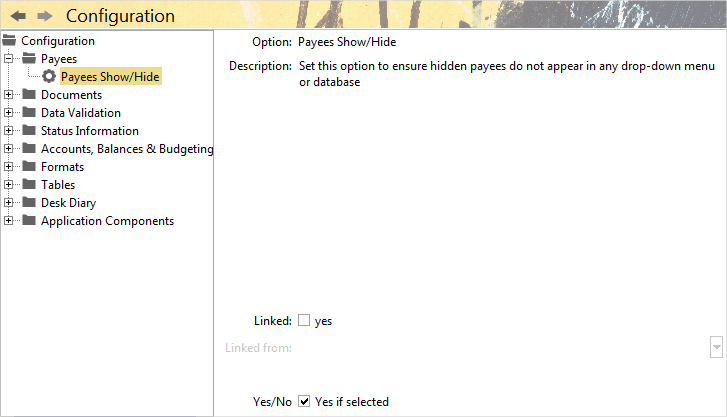 Configuration
Configuration
Payees
Payees Show/Hide
Documents
Data Validation
Status Information
Accounts, Balances & Budgeting
Formats
Tables
Desk Diary
Application Components
Option: Payees Show/Hide
Description: Set this option to ensure hidden payees do not appear in any drop-down menu
or database
Linked: yes
Linked from:
Yes/No Yes if selected